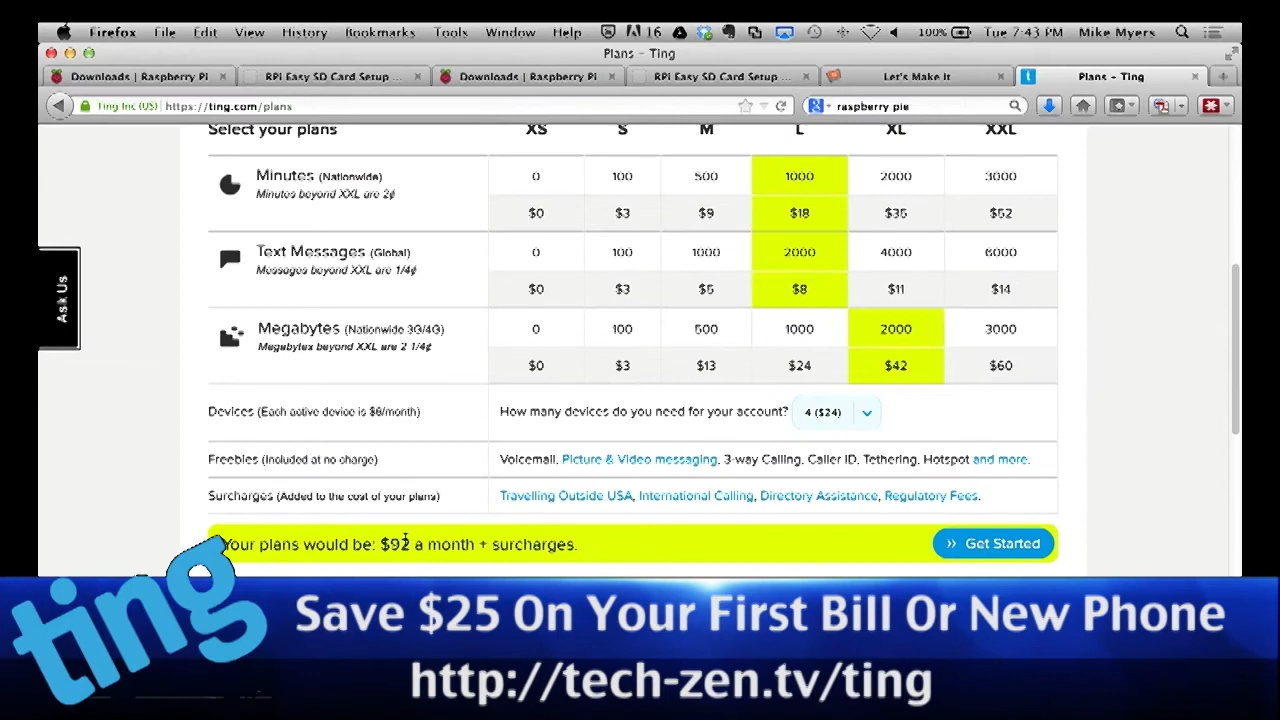 Firefox File Edit View History Bookmarks Tools Window Help 16 100% Tue 7:43 PM Mike Myers
Plans - Ting
Downloads | Raspberry Pi RPI Easy SD Card Setup ... Downloads | Raspberry Pi RPI Easy SD Card Setup ... Let's Make It Plans - Ting
Ting Inc (US) https://ting.com/plans raspberry pie
Select your plans XS S M L XL XXL
Minutes (Nationwide) 0 100 500 1000 2000 3000
Minutes beyond XXL are 2¢
$0 $3 $9 $18 $35 $52
Text Messages (Global) 0 100 1000 2000 4000 6000
Messages beyond XXL are 1/4¢
$0 $3 $5 $8 $11 $14
Megabytes (Nationwide 3G/4G) 0 100 500 1000 2000 3000
Megabytes beyond XXL are 2 1/4¢
$0 $3 $13 $24 $42 $60
Ask Us
Devices (Each active device is $6/month) How many devices do you need for your account? 4 ($24)
Freebies (Included at no charge) Voicemail, Picture & Video messaging, 3-way Calling, Caller ID, Tethering, Hotspot and more.
Surcharges (Added to the cost of your plans) Travelling Outside USA, International Calling, Directory Assistance, Regulatory Fees.
Your plans would be: $92 a month + surcharges. » Get Started
ting
Save $25 On Your First Bill Or New Phone
http://tech-zen.tv/ting